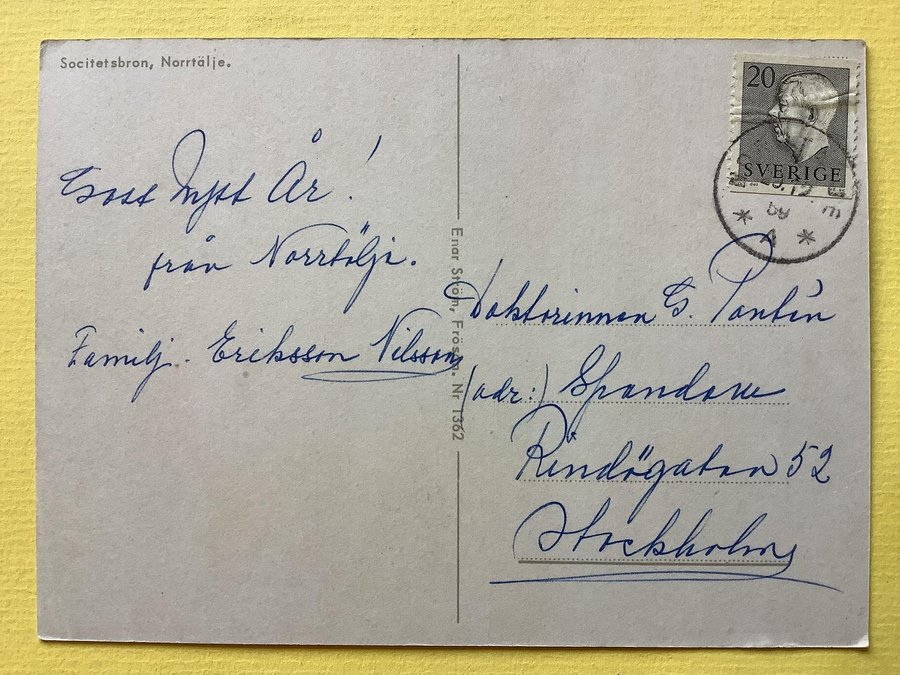 Socitetsbron, Norrtälje.
Gott Nytt År!
från Norrtälje.
Familj. Eriksson Nilsson
Enar Ström, Frösön. Nr 1362
20
SVERIGE
Doktorinnan G. Pontén
(adr:) Spandow
Rindögatan 52
Stockholm